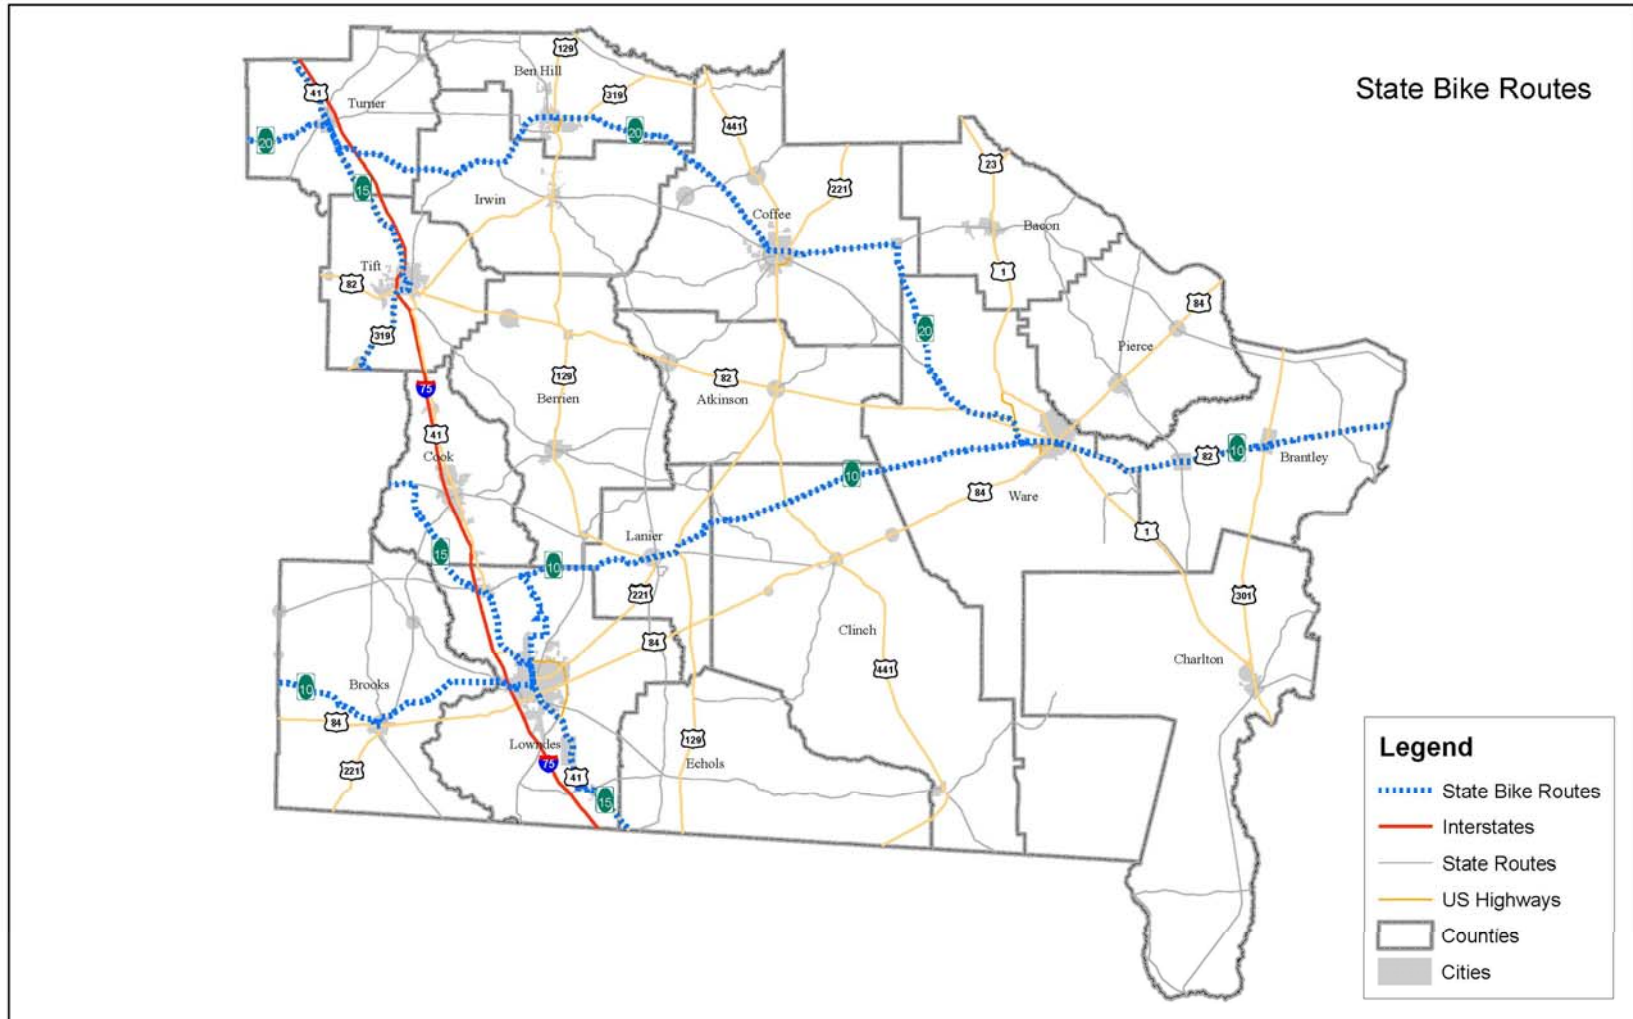 State Bike Routes
129
Ben Hill
41
Turner
319
20
20
441
23
15
221
Irwin
Coffee
Bacon
Tift
82
1
84
319
20
Pierce
129
82
75
Berrien
Atkinson
41
Cook
82
10
Brantley
10
84
Ware
1
Lanier
15
10
221
301
84
Clinch
Charlton
441
10
Brooks
84
129
Lowndes
75
Echols
221
41
15
Legend
State Bike Routes
Interstates
State Routes
US Highways
Counties
Cities